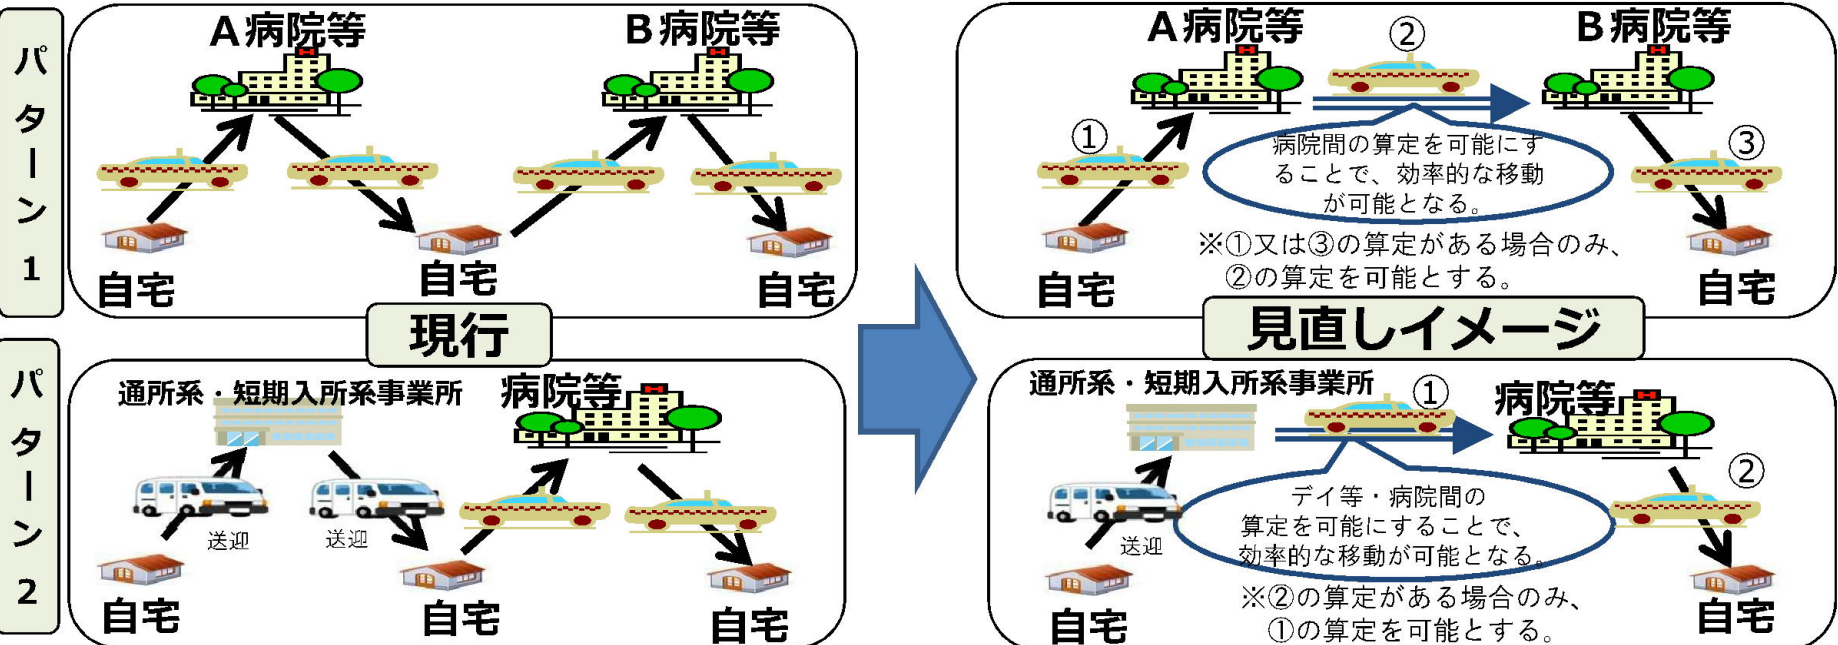 パターン1
A病院等
B病院等
自宅
自宅
自宅
現行
A病院等
②
B病院等
①
病院間の算定を可能にす
ることで、効率的な移動
が可能となる。
③
※①又は③の算定がある場合のみ、
②の算定を可能とする。
自宅
自宅
見直しイメージ
パターン2
通所系・短期入所系事業所
病院等
送迎
送迎
自宅
自宅
自宅
通所系・短期入所系事業所
①
病院等
②
デイ等・病院間の
算定を可能にすることで、
効率的な移動が可能となる。
送迎
※②の算定がある場合のみ、
①の算定を可能とする。
自宅
自宅